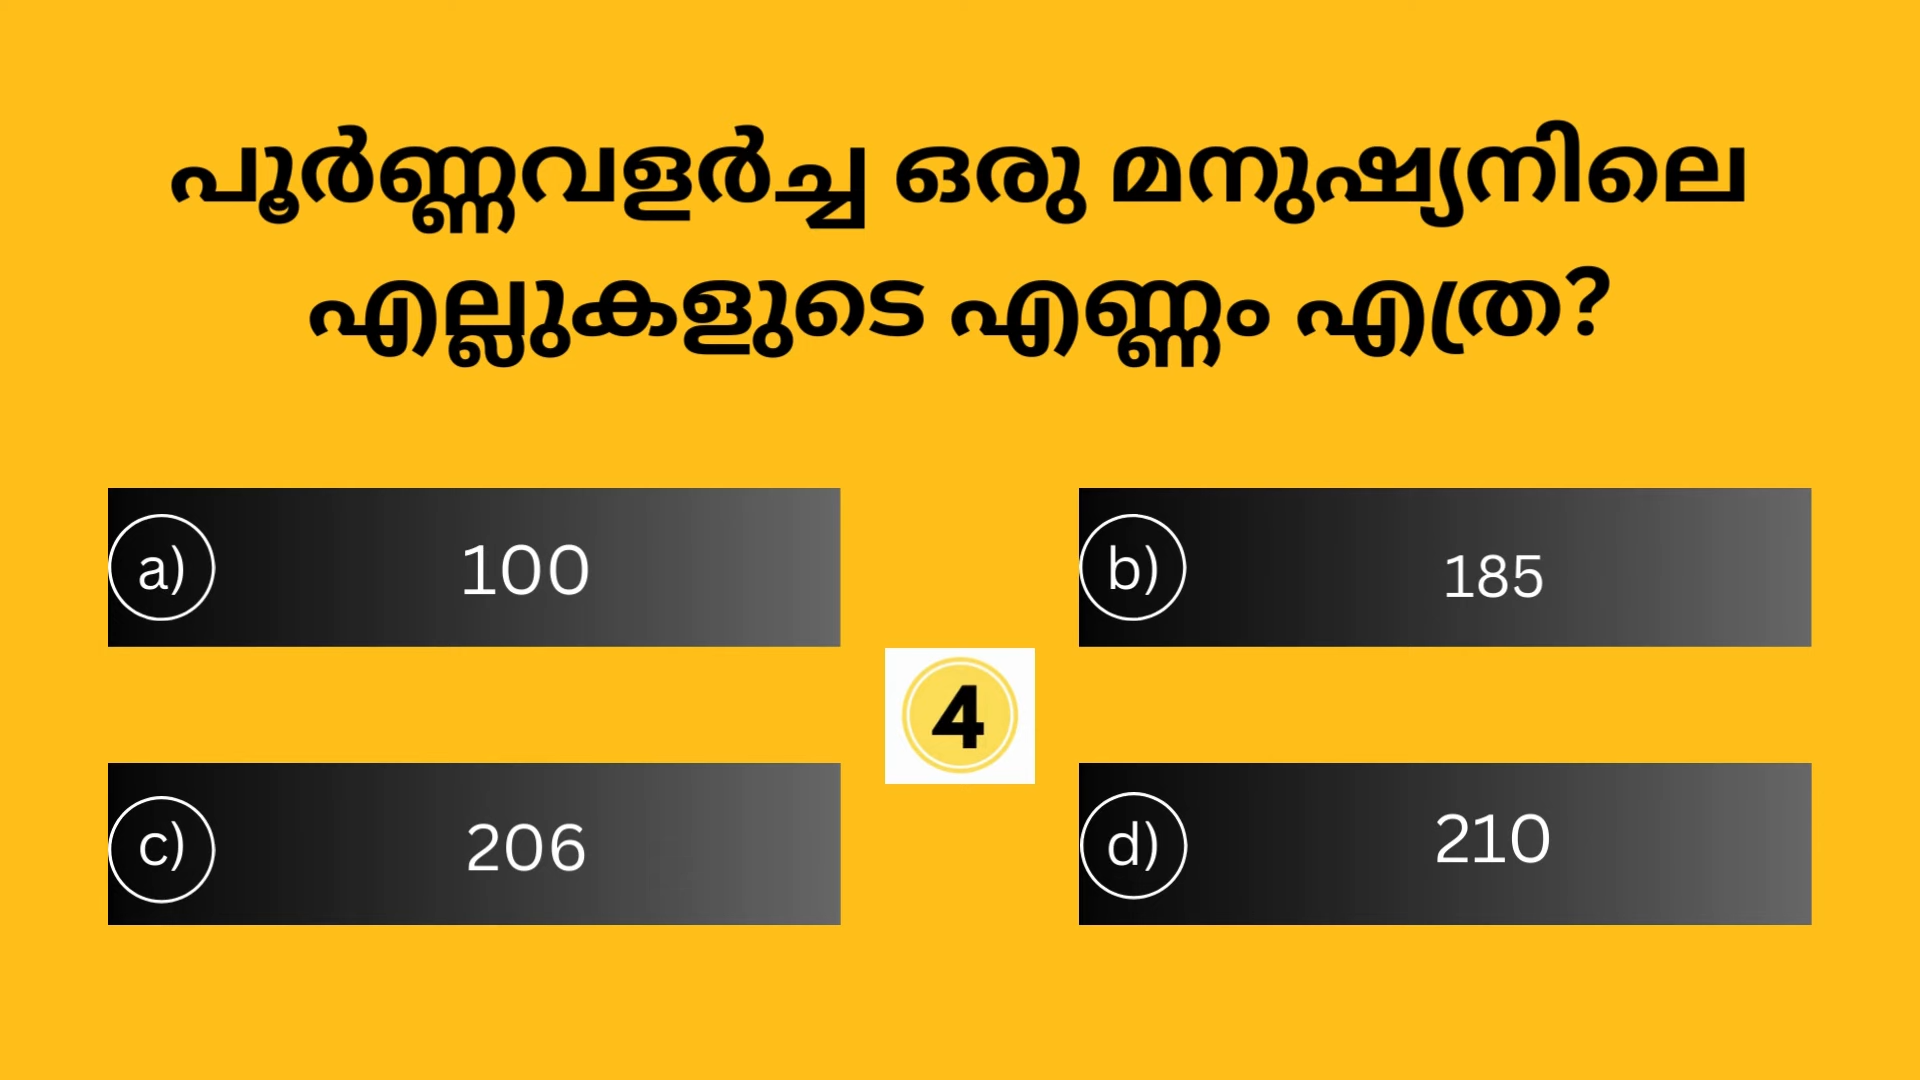 പൂർണ്ണവളർച്ച ഒരു മനുഷ്യനിലെ
എല്ലുകളുടെ എണ്ണം എത്ര?
a) 100
b) 185
4
c) 206
d) 210